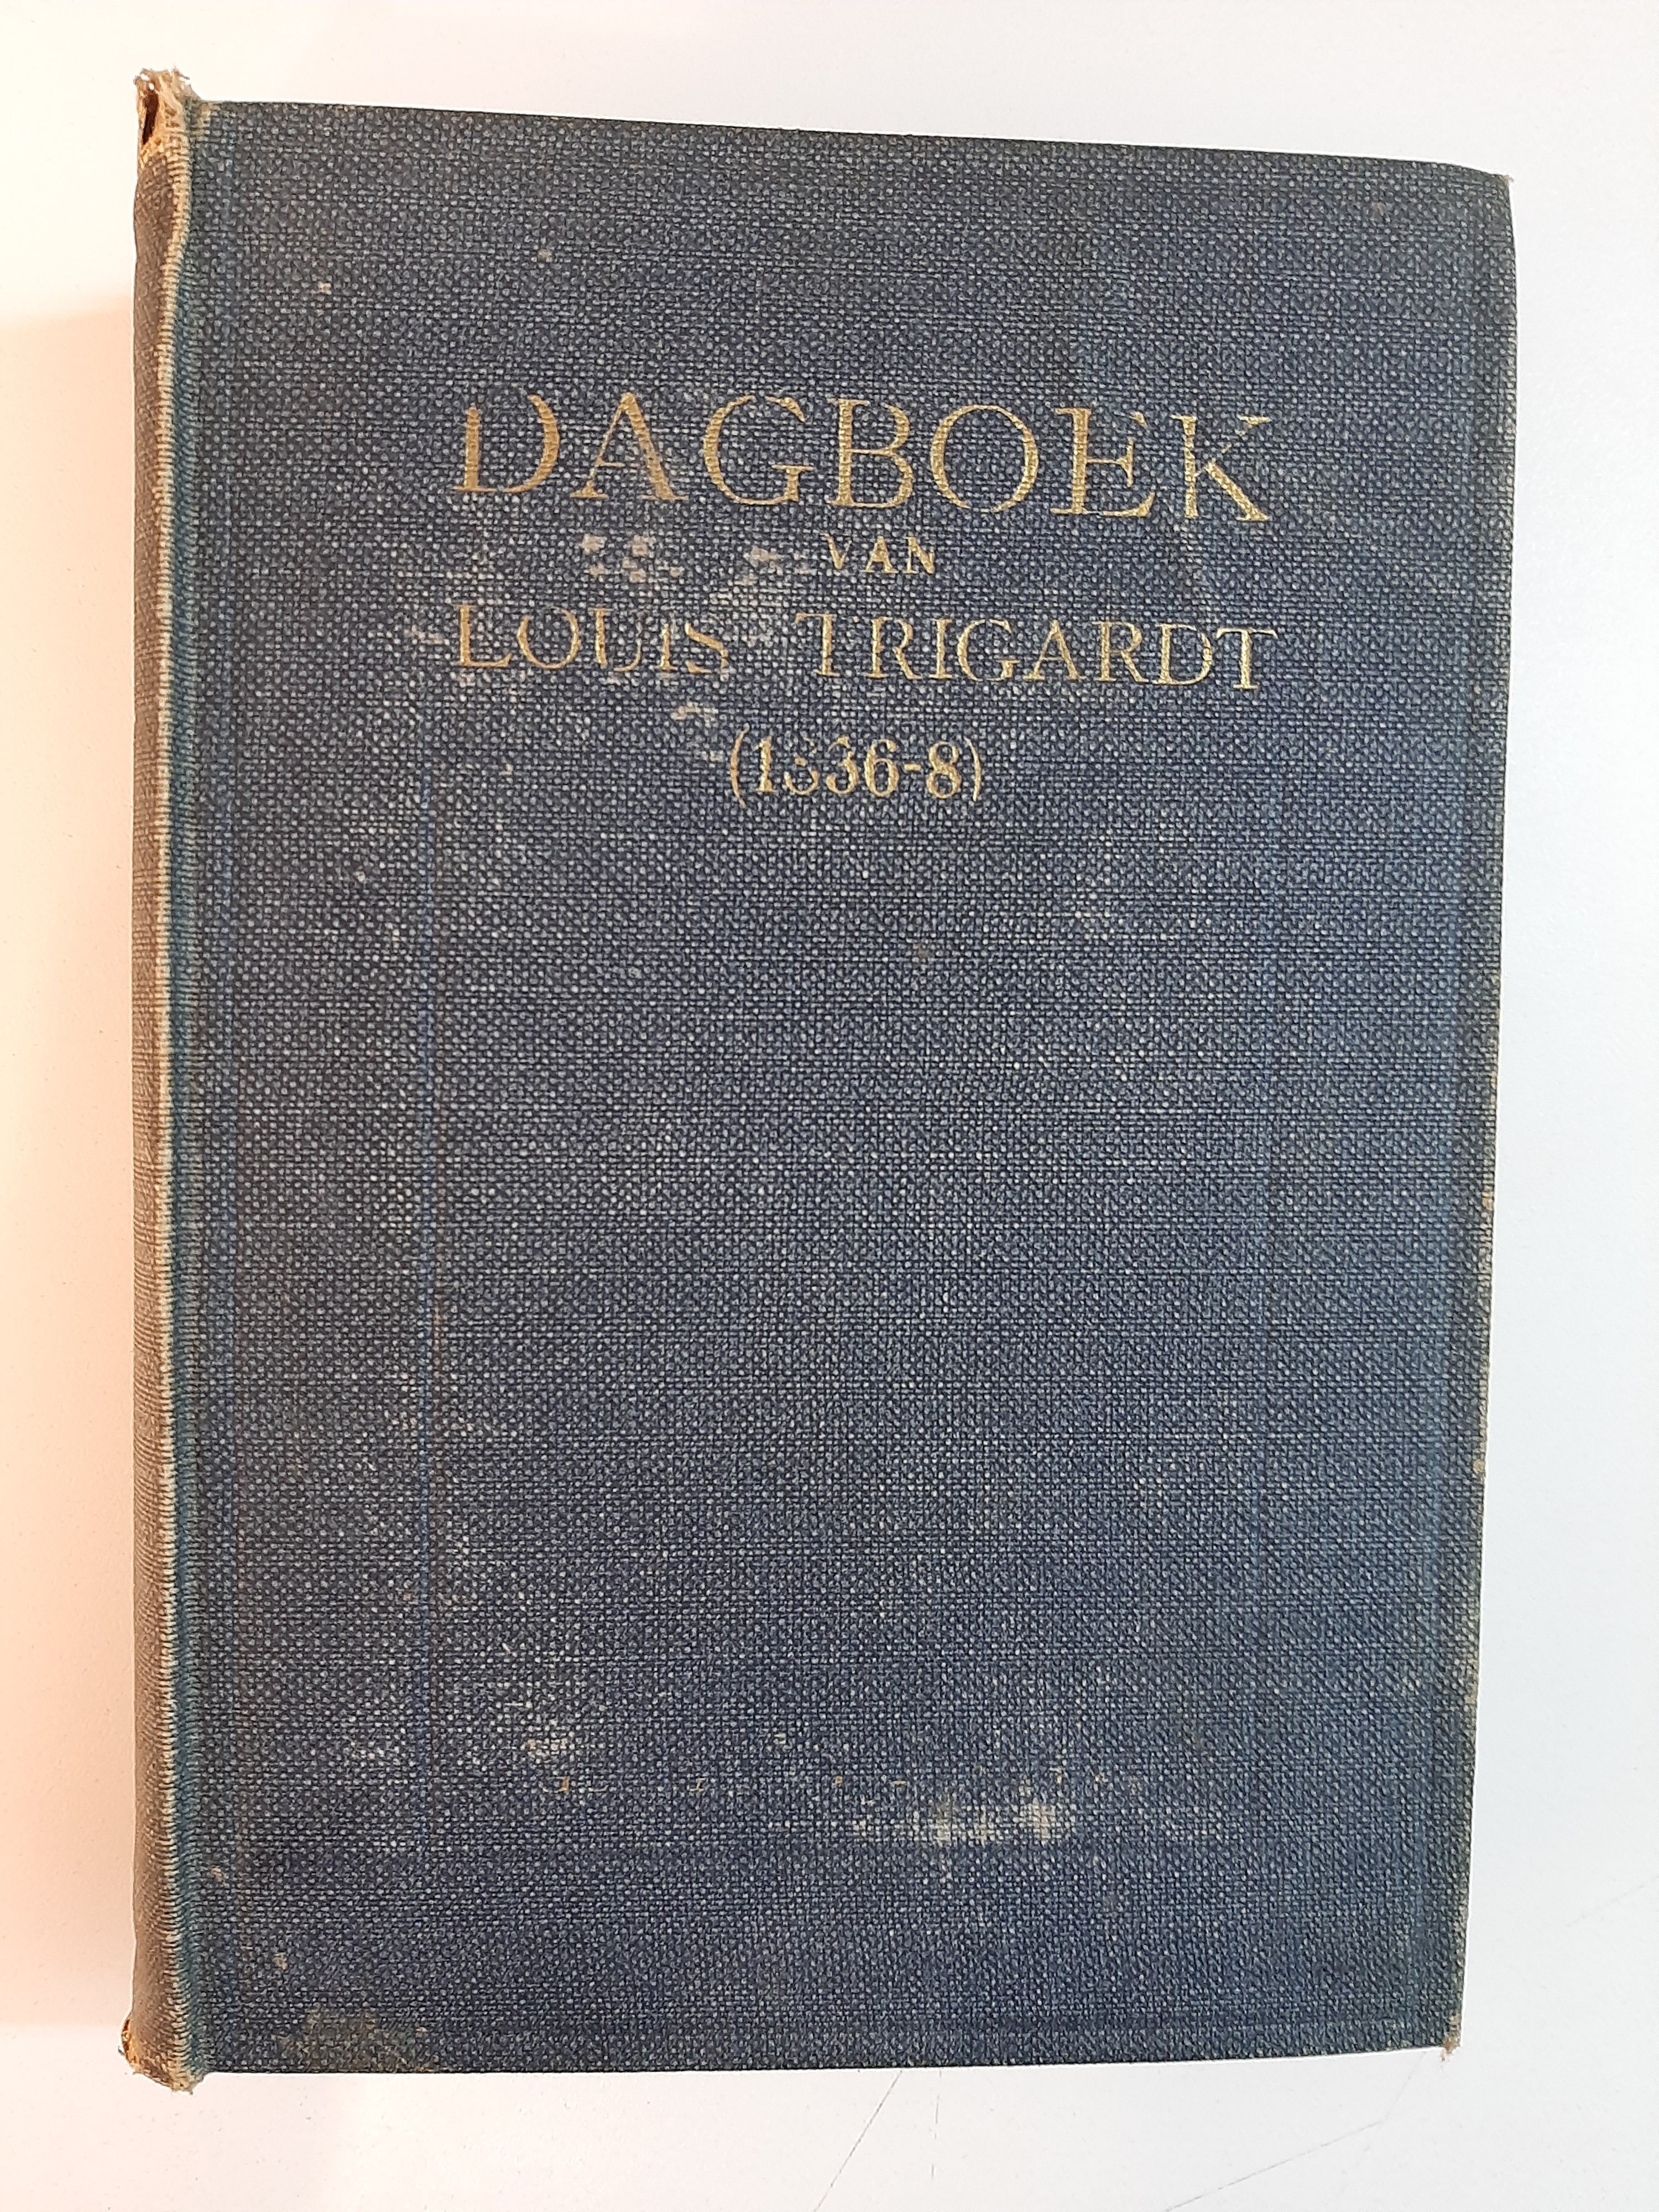 DAGBOEK
VAN
LOUIS TRIGARDT
(1836-8)